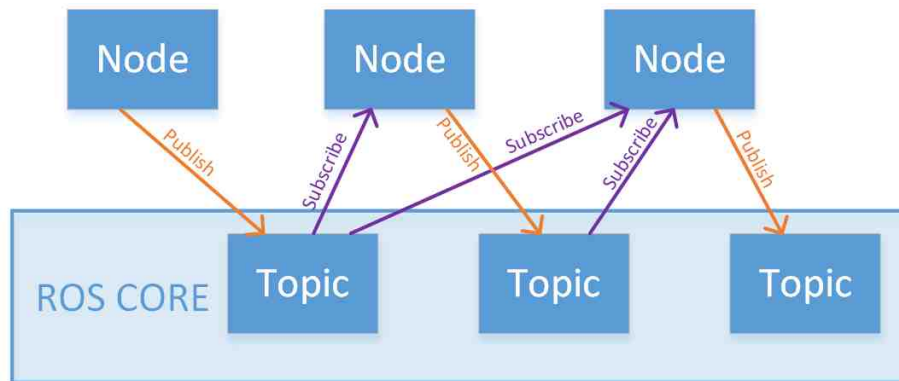 Node
Node
Node
Publish
Subscribe
Publish
Subscribe
Subscribe
Publish
ROS CORE
Topic
Topic
Topic